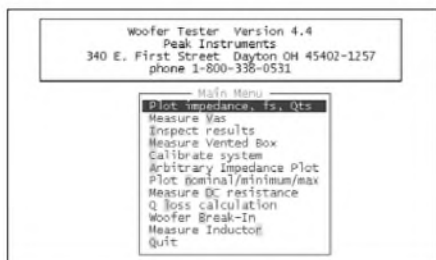 Woofer Tester Version 4.4
Peak Instruments
340 E. First Street Dayton OH 45402-1257
phone 1-800-338-0531
Main Menu
Plot impedance, fs, Qts
Measure Vas
Inspect results
Measure Vented Box
Calibrate system
Arbitrary Impedance Plot
Plot nominal/minimum/max
Measure DC resistance
Q loss calculation
Woofer Break-In
Measure Inductor
Quit